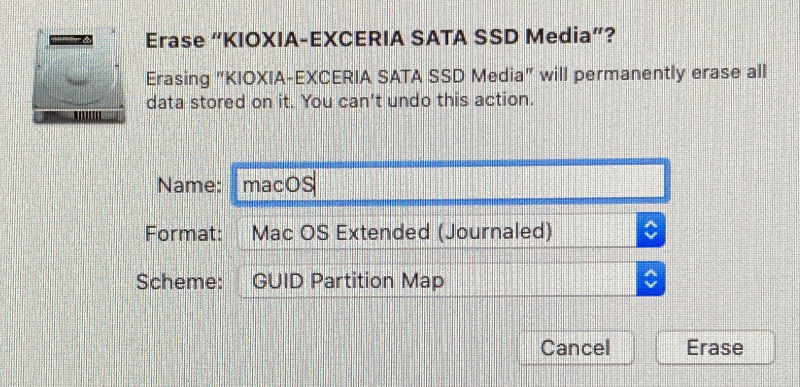 Erase “KIOXIA-EXCERIA SATA SSD Media”?
Erasing “KIOXIA-EXCERIA SATA SSD Media” will permanently erase all
data stored on it. You can’t undo this action.
Name: macOS
Format: Mac OS Extended (Journaled)
Scheme: GUID Partition Map
Cancel Erase